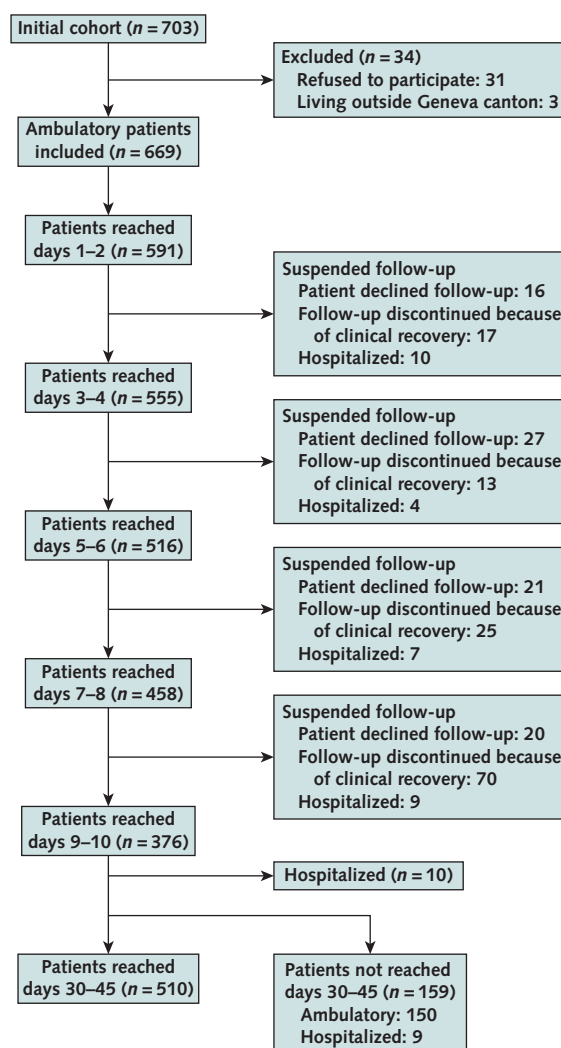 Initial cohort (n = 703)
Excluded (n = 34)
Refused to participate: 31
Living outside Geneva canton: 3
Ambulatory patients
included (n = 669)
Patients reached
days 1–2 (n = 591)
Suspended follow-up
Patient declined follow-up: 16
Follow-up discontinued because
of clinical recovery: 17
Hospitalized: 10
Patients reached
days 3–4 (n = 555)
Suspended follow-up
Patient declined follow-up: 27
Follow-up discontinued because
of clinical recovery: 13
Hospitalized: 4
Patients reached
days 5–6 (n = 516)
Suspended follow-up
Patient declined follow-up: 21
Follow-up discontinued because
of clinical recovery: 25
Hospitalized: 7
Patients reached
days 7–8 (n = 458)
Suspended follow-up
Patient declined follow-up: 20
Follow-up discontinued because
of clinical recovery: 70
Hospitalized: 9
Patients reached
days 9–10 (n = 376)
Hospitalized (n = 10)
Patients reached
days 30–45 (n = 510)
Patients not reached
days 30–45 (n = 159)
Ambulatory: 150
Hospitalized: 9